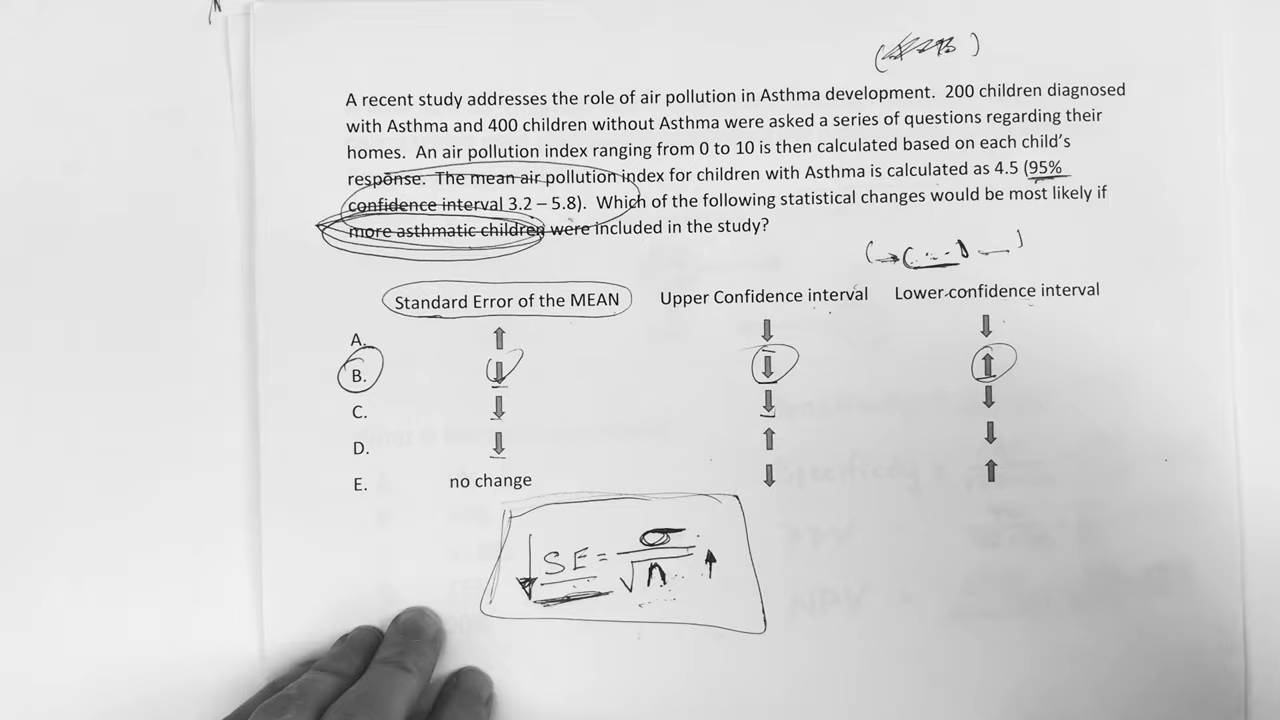 A recent study addresses the role of air pollution in Asthma development. 200 children diagnosed
with Asthma and 400 children without Asthma were asked a series of questions regarding their
homes. An air pollution index ranging from 0 to 10 is then calculated based on each child's
response. The mean air pollution index for children with Asthma is calculated as 4.5 (95%
confidence interval 3.2 – 5.8). Which of the following statistical changes would be most likely if
more asthmatic children were included in the study?
Standard Error of the MEAN Upper Confidence interval Lower confidence interval
A. ↑ ↓ ↓
B. ↓ ↓ ↑
C. ↓ ↓ ↓
D. ↓ ↑ ↓
E. no change ↓ ↑
↓ SE = σ / √n ↑
Specificity =
PPV =
NPV =